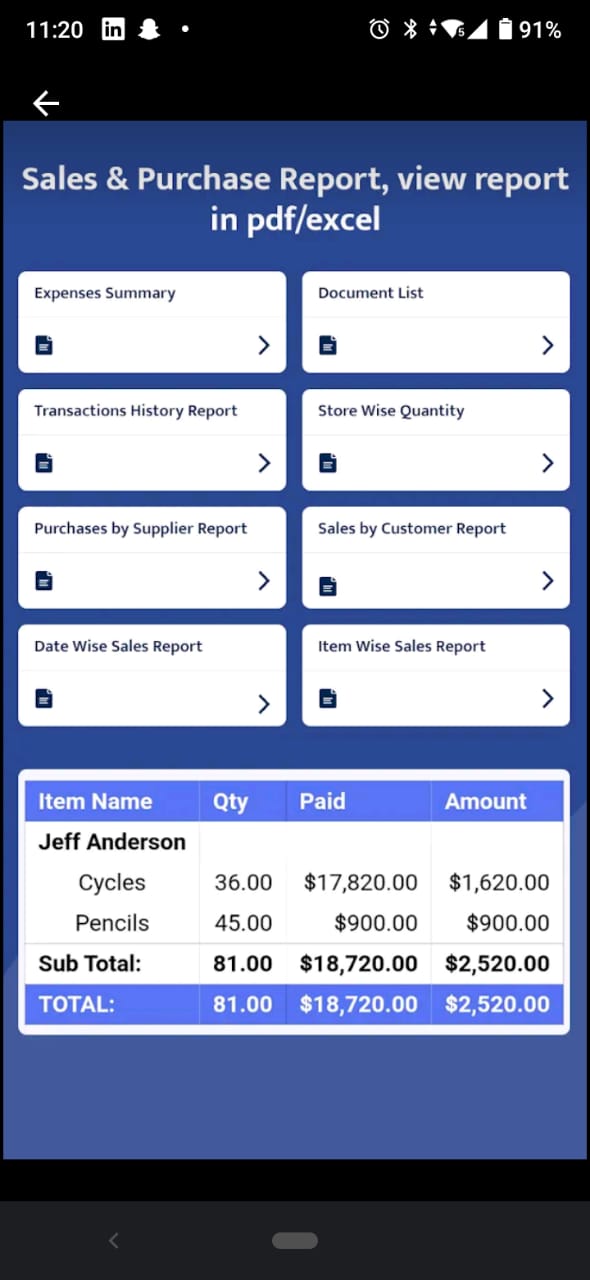 11:20 in 5 91%
Sales & Purchase Report, view report
in pdf/excel
Expenses Summary
Document List
Transactions History Report
Store Wise Quantity
Purchases by Supplier Report
Sales by Customer Report
Date Wise Sales Report
Item Wise Sales Report
Item Name Qty Paid Amount
Jeff Anderson
Cycles 36.00 $17,820.00 $1,620.00
Pencils 45.00 $900.00 $900.00
Sub Total: 81.00 $18,720.00 $2,520.00
TOTAL: 81.00 $18,720.00 $2,520.00